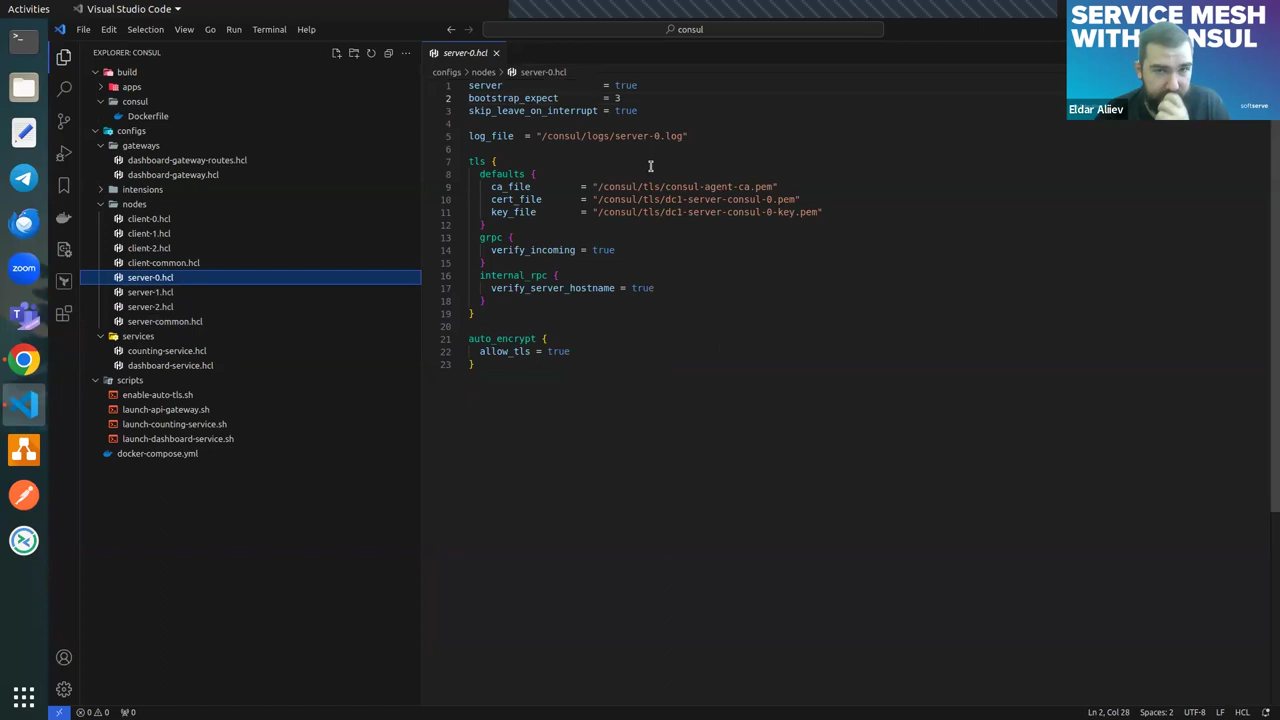 Activities
Visual Studio Code
File Edit Selection View Go Run Terminal Help
consul
EXPLORER: CONSUL
build
apps
consul
Dockerfile
configs
gateways
dashboard-gateway-routes.hcl
dashboard-gateway.hcl
intensions
nodes
client-0.hcl
client-1.hcl
client-2.hcl
client-common.hcl
server-0.hcl
server-1.hcl
server-2.hcl
server-common.hcl
services
counting-service.hcl
dashboard-service.hcl
scripts
enable-auto-tls.sh
launch-api-gateway.sh
launch-counting-service.sh
launch-dashboard-service.sh
docker-compose.yml
zoom
server-0.hcl
configs > nodes > server-0.hcl
1 server = true
2 bootstrap_expect = 3
3 skip_leave_on_interrupt = true
4
5 log_file = "/consul/logs/server-0.log"
6
7 tls {
8 defaults {
9 ca_file = "/consul/tls/consul-agent-ca.pem"
10 cert_file = "/consul/tls/dc1-server-consul-0.pem"
11 key_file = "/consul/tls/dc1-server-consul-0-key.pem"
12 }
13 grpc {
14 verify_incoming = true
15 }
16 internal_rpc {
17 verify_server_hostname = true
18 }
19 }
20
21 auto_encrypt {
22 allow_tls = true
23 }
SERVICE MESH
WITH CONSUL
Eldar Aliiev
softserve
0 0 0
Ln 2, Col 28 Spaces: 2 UTF-8 LF HCL